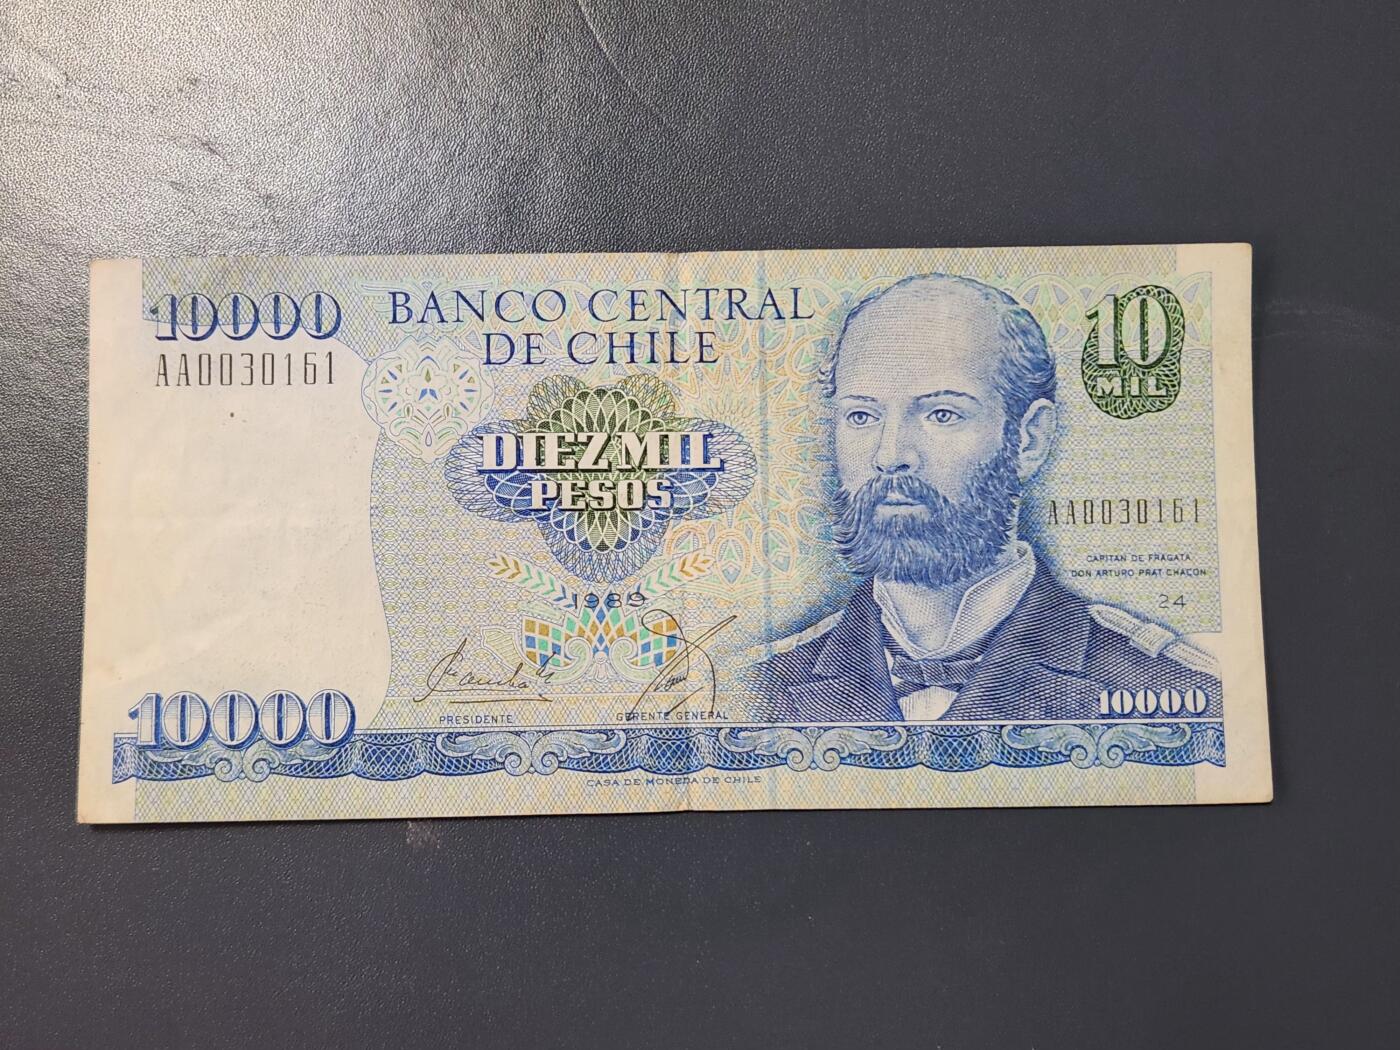 10000
BANCO CENTRAL
DE CHILE
10
MIL
AA0030161
DIEZ MIL
PESOS
AA0030161
CAPITAN DE FRAGATA
DON ARTURO PRAT CHACON
24
1989
10000
10000
PRESIDENTE
GERENTE GENERAL
CASA DE MONEDA DE CHILE